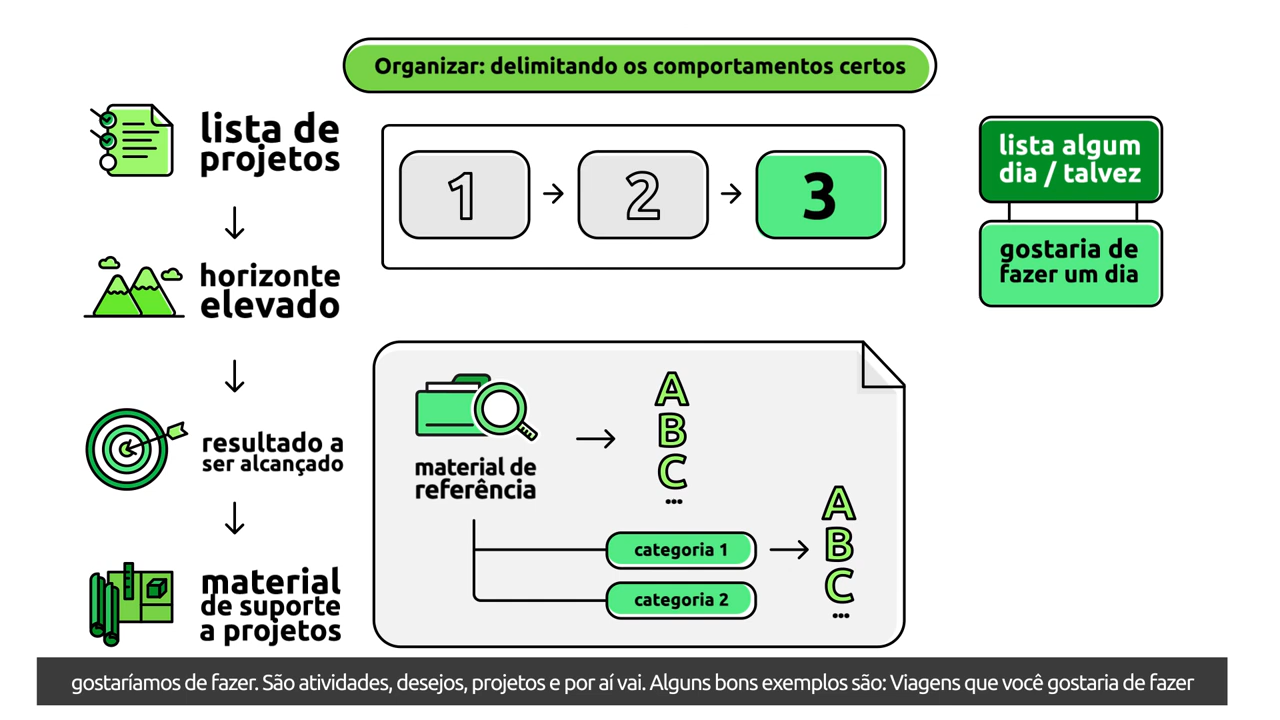 Organizar: delimitando os comportamentos certos
lista de
projetos
horizonte
elevado
resultado a
ser alcançado
material
de suporte
a projetos
1
2
3
material de
referência
A
B
C
...
categoria 1
categoria 2
A
B
C
...
lista algum
dia / talvez
gostaria de
fazer um dia
gostaríamos de fazer. São atividades, desejos, projetos e por aí vai. Alguns bons exemplos são: Viagens que você gostaria de fazer